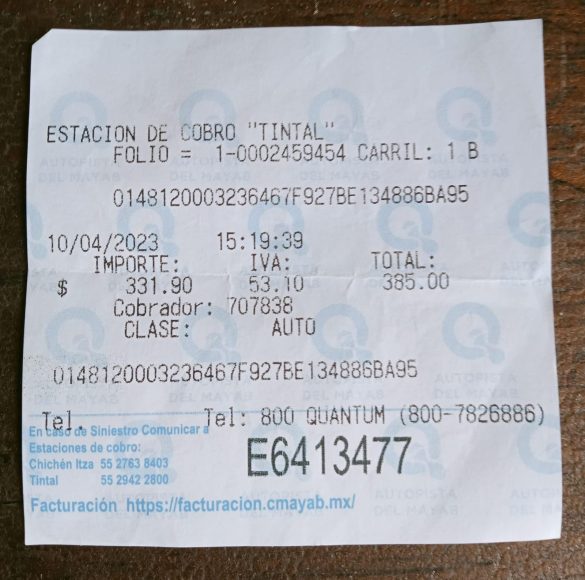 ESTACION DE COBRO "TINTAL"
FOLIO = 1-0002459454 CARRIL: 1 B
0148120003236467F927BE134886BA95
10/04/2023 15:19:39
IMPORTE: IVA: TOTAL:
$ 331.90 53.10 385.00
Cobrador: 707838
CLASE: AUTO
0148120003236467F927BE134886BA95
Tel. Tel: 800 QUANTUM (800-7826886)
En caso de Siniestro Comunicar a
Estaciones de cobro:
Chichén Itza 55 2763 8403
Tintal 55 2942 2800
E6413477
Facturación https://facturacion.cmayab.mx/
AUTOPISTA DEL MAYAB